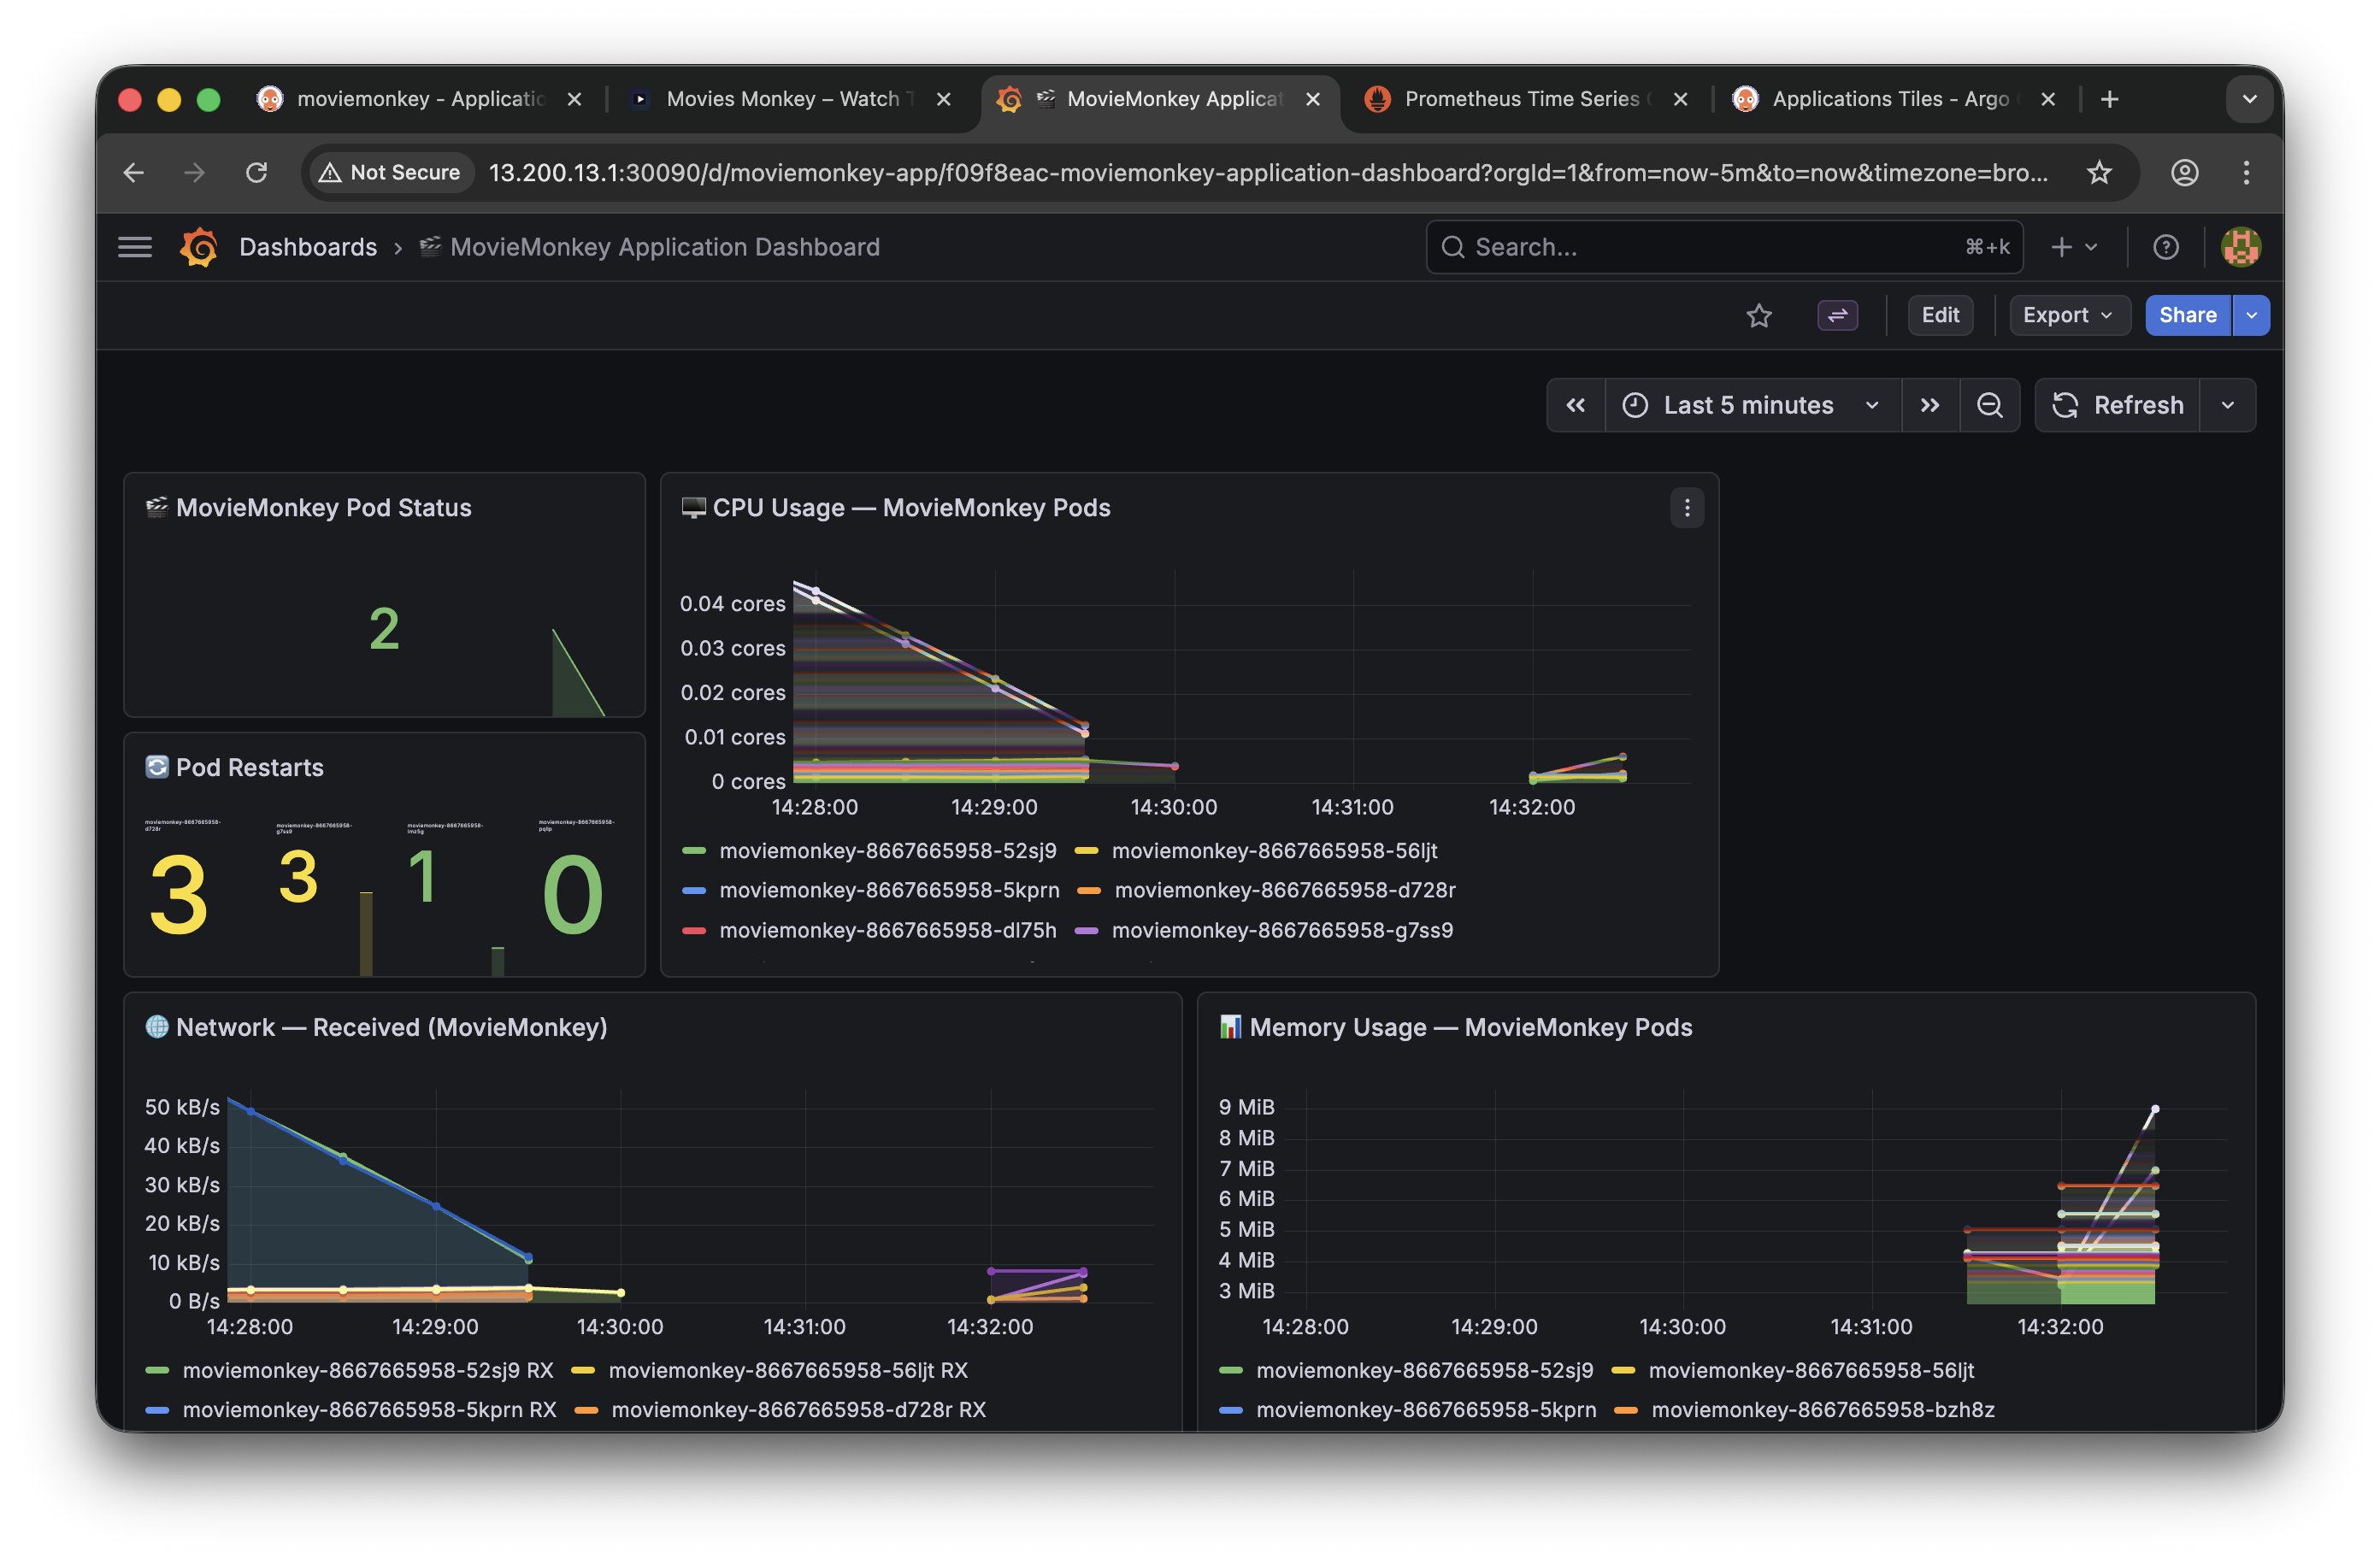 moviemonkey - Applicatio
Movies Monkey – Watch T
MovieMonkey Applicat
Prometheus Time Series
Applications Tiles - Argo
Not Secure
13.200.13.1:30090/d/moviemonkey-app/f09f8eac-moviemonkey-application-dashboard?orgId=1&from=now-5m&to=now&timezone=bro...
Dashboards › MovieMonkey Application Dashboard
Search...
⌘+k
Edit
Export
Share
Last 5 minutes
Refresh
MovieMonkey Pod Status
2
CPU Usage — MovieMonkey Pods
0.04 cores
0.03 cores
0.02 cores
0.01 cores
0 cores
14:28:00 14:29:00 14:30:00 14:31:00 14:32:00
moviemonkey-8667665958-52sj9 moviemonkey-8667665958-56ljt
moviemonkey-8667665958-5kprn moviemonkey-8667665958-d728r
moviemonkey-8667665958-dl75h moviemonkey-8667665958-g7ss9
Pod Restarts
moviemonkey-8667665958-
d728r
moviemonkey-8667665958-
g7ss9
moviemonkey-8667665958-
moviemonkey-8667665958-
3 3 1 0
Network — Received (MovieMonkey)
50 kB/s
40 kB/s
30 kB/s
20 kB/s
10 kB/s
0 B/s
14:28:00 14:29:00 14:30:00 14:31:00 14:32:00
moviemonkey-8667665958-52sj9 RX moviemonkey-8667665958-56ljt RX
moviemonkey-8667665958-5kprn RX moviemonkey-8667665958-d728r RX
Memory Usage — MovieMonkey Pods
9 MiB
8 MiB
7 MiB
6 MiB
5 MiB
4 MiB
3 MiB
14:28:00 14:29:00 14:30:00 14:31:00 14:32:00
moviemonkey-8667665958-52sj9 moviemonkey-8667665958-56ljt
moviemonkey-8667665958-5kprn moviemonkey-8667665958-bzh8z